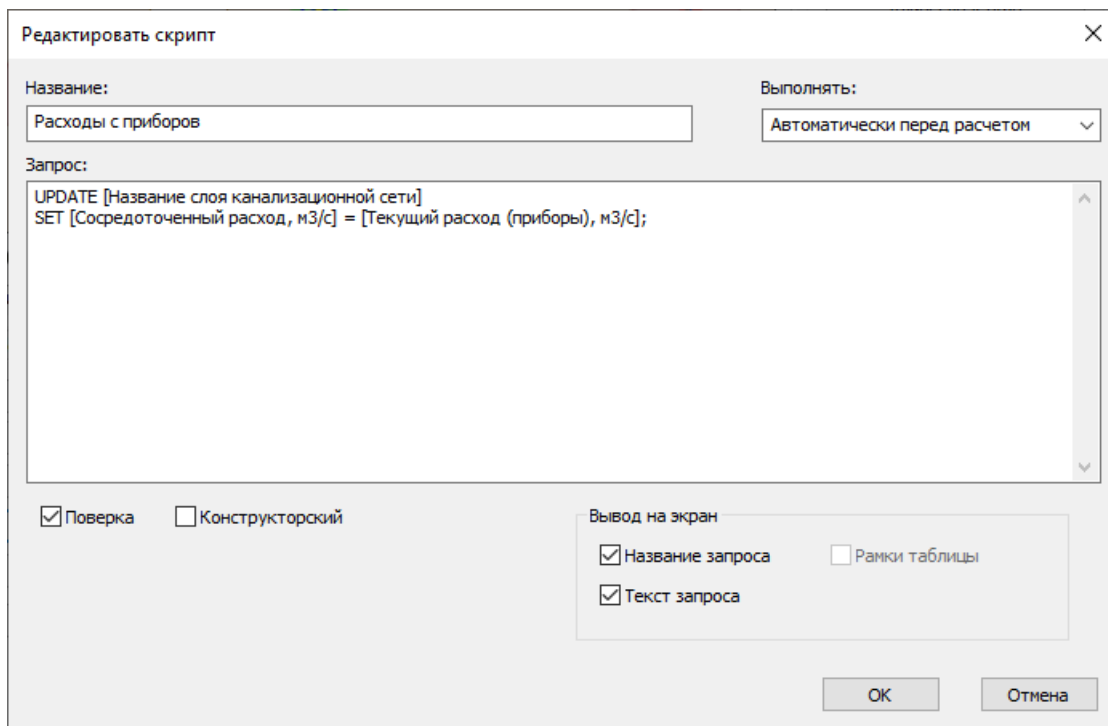 Редактировать скрипт
Название:
Выполнять:
Расходы с приборов
Автоматически перед расчетом
Запрос:
UPDATE [Название слоя канализационной сети]
SET [Сосредоточенный расход, м3/с] = [Текущий расход (приборы), м3/с];
Поверка
Конструкторский
Вывод на экран
Название запроса
Рамки таблицы
Текст запроса
OK
Отмена